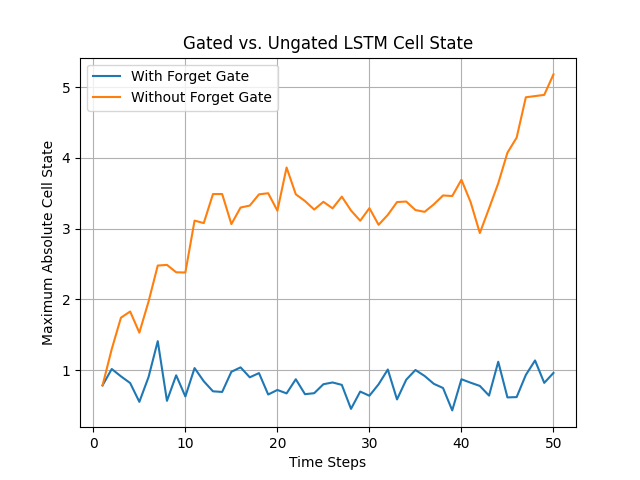 Gated vs. Ungated LSTM Cell State
With Forget Gate
Without Forget Gate
Maximum Absolute Cell State
5
4
3
2
1
0
10
20
30
40
50
Time Steps